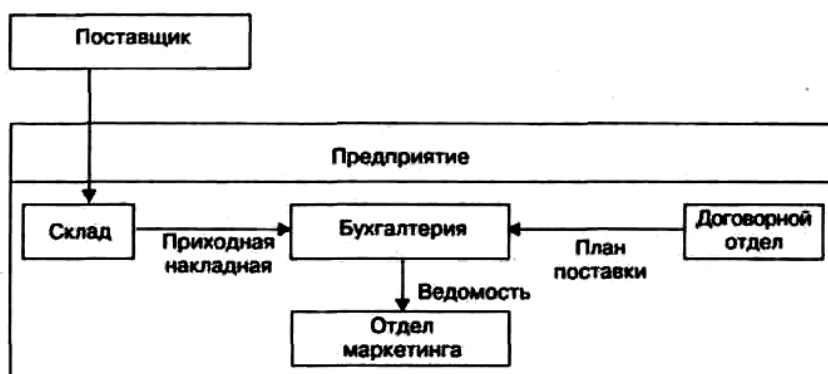 Поставщик
Предприятие
Склад
Приходная
накладная
Бухгалтерия
План
поставки
Договорной
отдел
Ведомость
Отдел
маркетинга